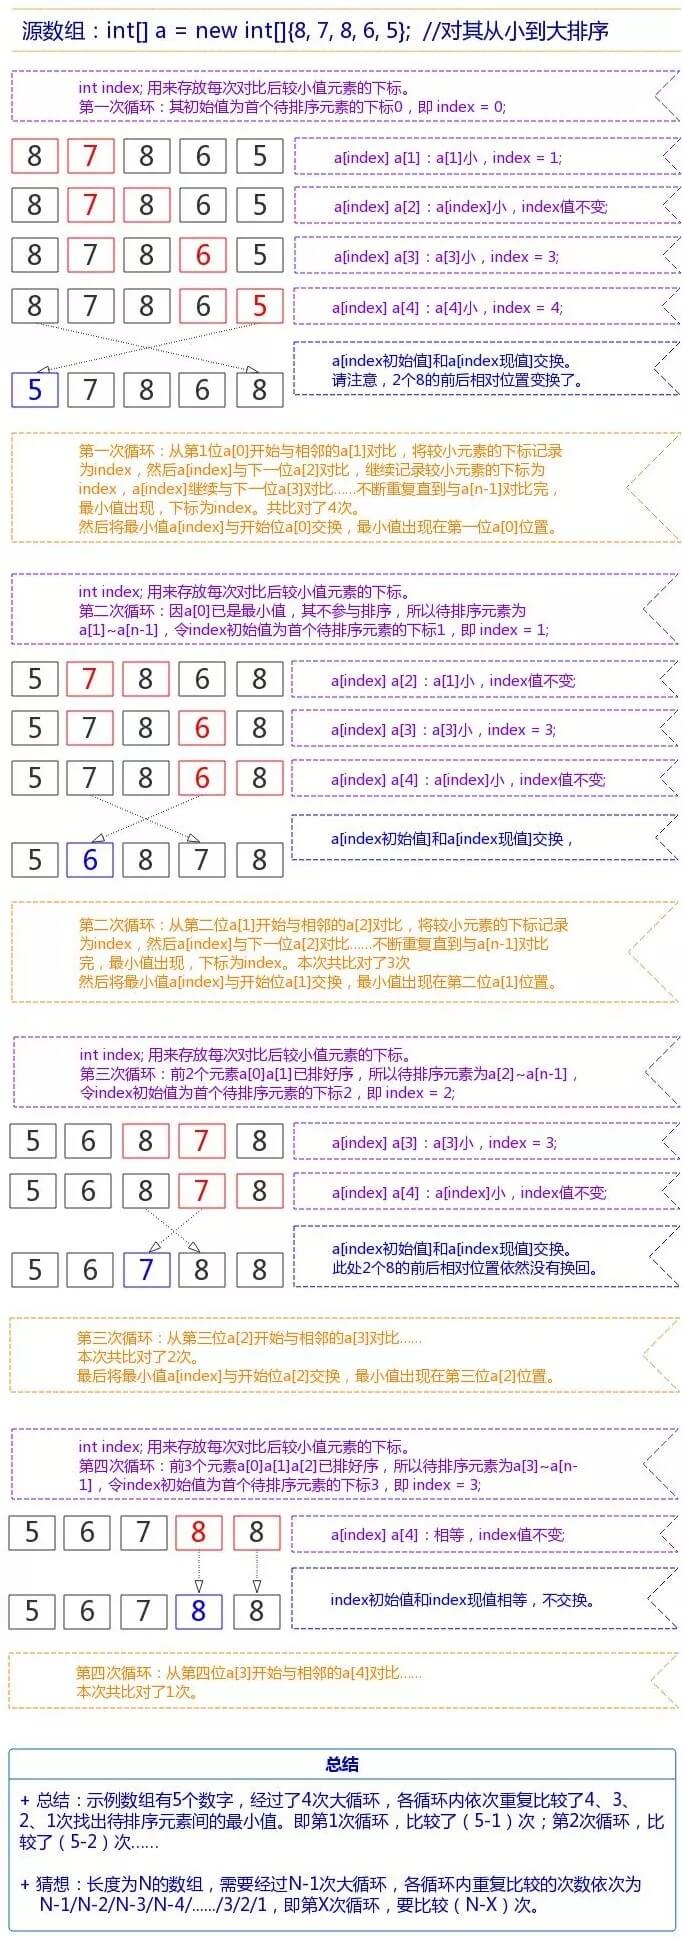 源数组：int[] a = new int[]{8, 7, 8, 6, 5};  //对其从小到大排序
int index; 用来存放每次对比后较小值元素的下标。
第一次循环：其初始值为首个待排序元素的下标0，即 index = 0;
8 7 8 6 5 a[index] a[1]：a[1]小，index = 1;
8 7 8 6 5 a[index] a[2]：a[index]小，index值不变;
8 7 8 6 5 a[index] a[3]：a[3]小，index = 3;
8 7 8 6 5 a[index] a[4]：a[4]小，index = 4;
a[index初始值]和a[index现值]交换。
请注意，2个8的前后相对位置变换了。
5 7 8 6 8
第一次循环：从第1位a[0]开始与相邻的a[1]对比，将较小元素的下标记录
为index，然后a[index]与下一位a[2]对比，继续记录较小元素的下标为
index，a[index]继续与下一位a[3]对比……不断重复直到与a[n-1]对比完，
最小值出现，下标为index。共比对了4次。
然后将最小值a[index]与开始位a[0]交换，最小值出现在第一位a[0]位置。
int index; 用来存放每次对比后较小值元素的下标。
第二次循环：因a[0]已是最小值，其不参与排序，所以待排序元素为
a[1]~a[n-1]，令index初始值为首个待排序元素的下标1，即 index = 1;
5 7 8 6 8 a[index] a[2]：a[1]小，index值不变;
5 7 8 6 8 a[index] a[3]：a[3]小，index = 3;
5 7 8 6 8 a[index] a[4]：a[index]小，index值不变;
a[index初始值]和a[index现值]交换，
5 6 8 7 8
第二次循环：从第二位a[1]开始与相邻的a[2]对比，将较小元素的下标记录
为index，然后a[index]与下一位a[2]对比……不断重复直到与a[n-1]对比
完，最小值出现，下标为index。本次共比对了3次
然后将最小值a[index]与开始位a[1]交换，最小值出现在第二位a[1]位置。
int index; 用来存放每次对比后较小值元素的下标。
第三次循环：前2个元素a[0]a[1]已排好序，所以待排序元素为a[2]~a[n-1]，
令index初始值为首个待排序元素的下标2，即 index = 2;
5 6 8 7 8 a[index] a[3]：a[3]小，index = 3;
5 6 8 7 8 a[index] a[4]：a[index]小，index值不变;
a[index初始值]和a[index现值]交换。
此处2个8的前后相对位置依然没有换回。
5 6 7 8 8
第三次循环：从第三位a[2]开始与相邻的a[3]对比……
本次共比对了2次。
最后将最小值a[index]与开始位a[2]交换，最小值出现在第三位a[2]位置。
int index; 用来存放每次对比后较小值元素的下标。
第四次循环：前3个元素a[0]a[1]a[2]已排好序，所以待排序元素为a[3]~a[n-
1]，令index初始值为首个待排序元素的下标3，即 index = 3;
5 6 7 8 8 a[index] a[4]：相等，index值不变;
index初始值和index现值相等，不交换。
5 6 7 8 8
第四次循环：从第四位a[3]开始与相邻的a[4]对比……
本次共比对了1次。
总结
+ 总结：示例数组有5个数字，经过了4次大循环，各循环内依次重复比较了4、3、
2、1次找出待排序元素间的最小值。即第1次循环，比较了（5-1）次；第2次循环，比
较了（5-2）次……
+ 猜想：长度为N的数组，需要经过N-1次大循环，各循环内重复比较的次数依次为
N-1/N-2/N-3/N-4/....../3/2/1，即第X次循环，要比较（N-X）次。